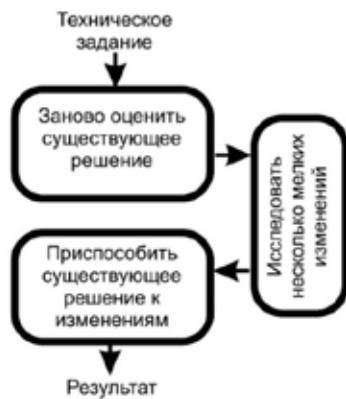 Техническое
задание
Заново оценить
существующее
решение
Исследовать
несколько мелких
изменений
Приспособить
существующее
решение к
изменениям
Результат